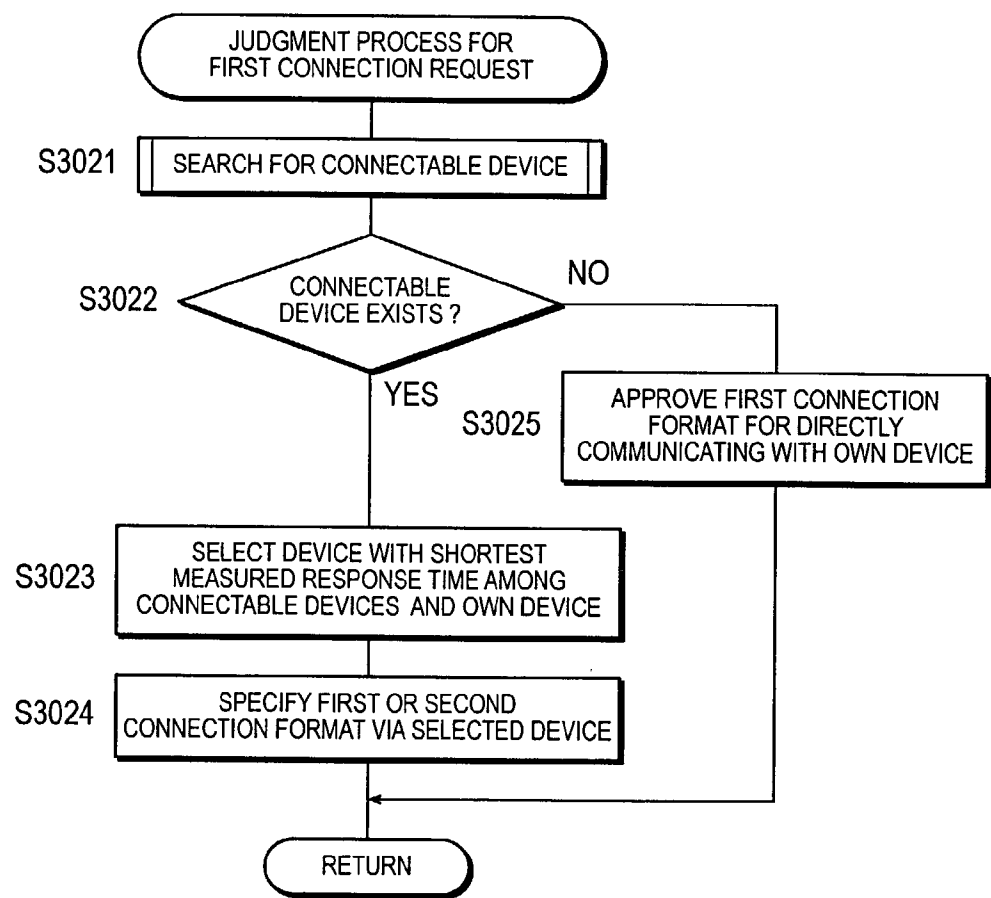 JUDGMENT PROCESS FOR
FIRST CONNECTION REQUEST
S3021
SEARCH FOR CONNECTABLE DEVICE
S3022
CONNECTABLE
DEVICE EXISTS ?
NO
YES
S3025
APPROVE FIRST CONNECTION
FORMAT FOR DIRECTLY
COMMUNICATING WITH OWN DEVICE
S3023
SELECT DEVICE WITH SHORTEST
MEASURED RESPONSE TIME AMONG
CONNECTABLE DEVICES AND OWN DEVICE
S3024
SPECIFY FIRST OR SECOND
CONNECTION FORMAT VIA SELECTED DEVICE
RETURN